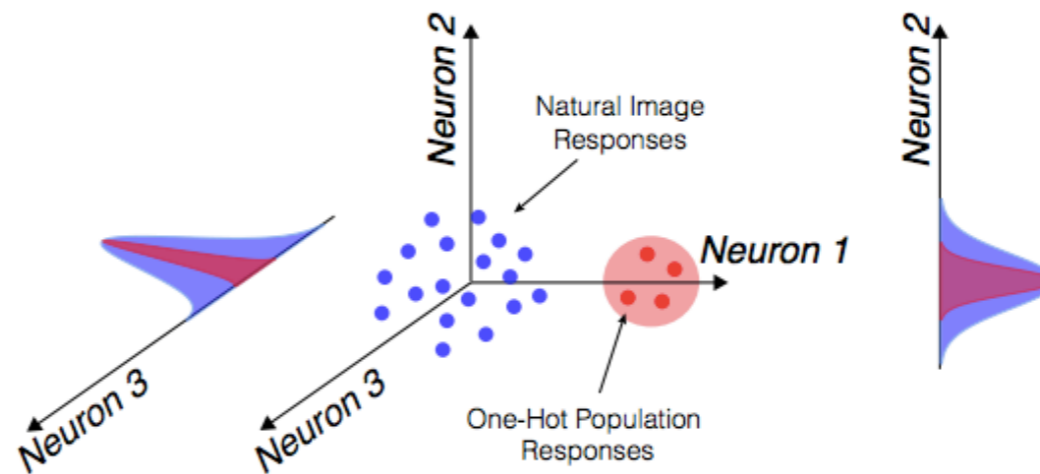 Neuron 2
Neuron 2
Natural Image
Responses
Neuron 1
Neuron 3
Neuron 3
One-Hot Population
Responses